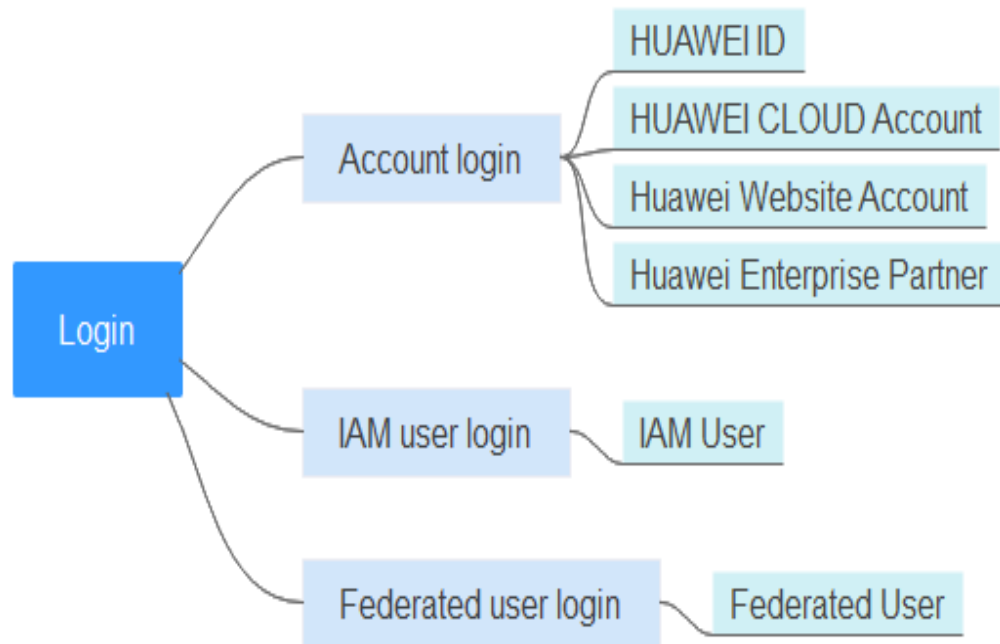 Login
Account login
HUAWEI ID
HUAWEI CLOUD Account
Huawei Website Account
Huawei Enterprise Partner
IAM user login
IAM User
Federated user login
Federated User